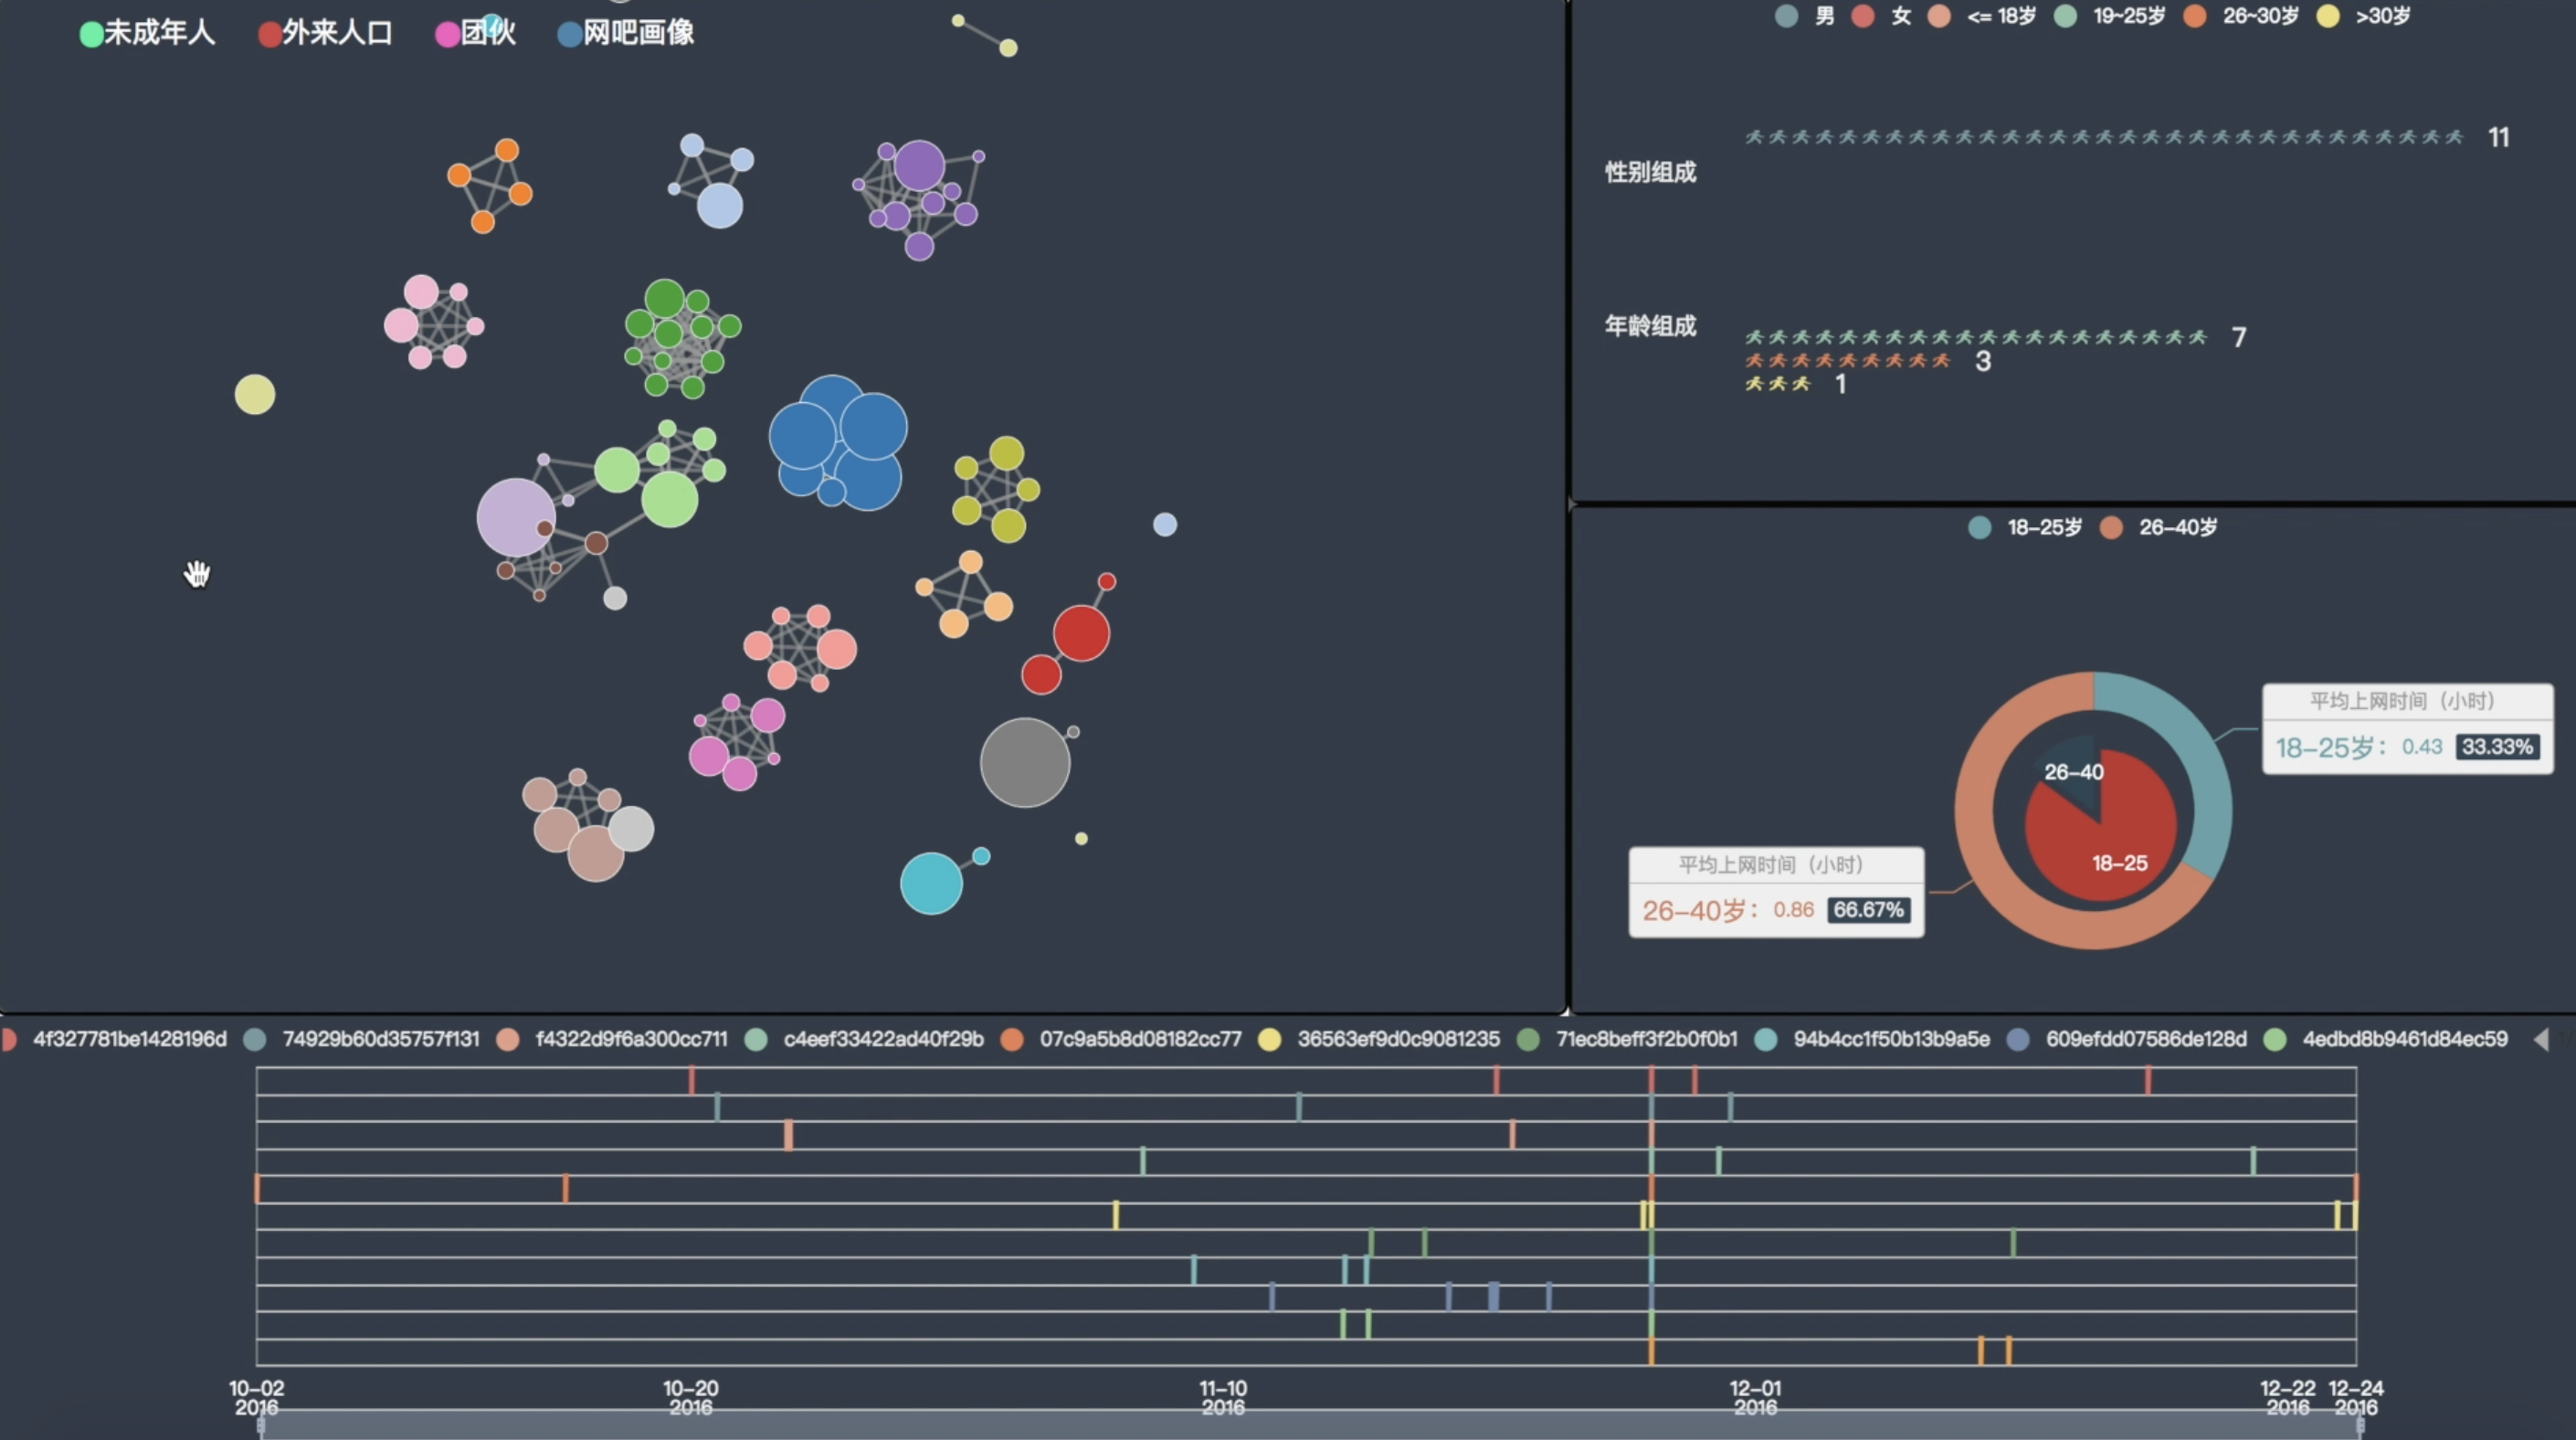 未成年人 外来人口 团伙 网吧画像
男 女 <= 18岁 19~25岁 26~30岁 >30岁
11
性别组成
年龄组成
7
3
1
18-25岁 26-40岁
平均上网时间（小时）
18-25岁： 0.43 33.33%
26-40
18-25
平均上网时间（小时）
26-40岁： 0.86 66.67%
4f327781be1428196d 74929b60d35757f131 f4322d9f6a300cc711 c4eef33422ad40f29b 07c9a5b8d08182cc77 36563ef9d0c9081235 71ec8beff3f2b0f0b1 94b4cc1f50b13b9a5e 609efdd07586de128d 4edbd8b9461d84ec59
10-02 10-20 11-10 12-01 12-22 12-24
2016 2016 2016 2016 2016 2016